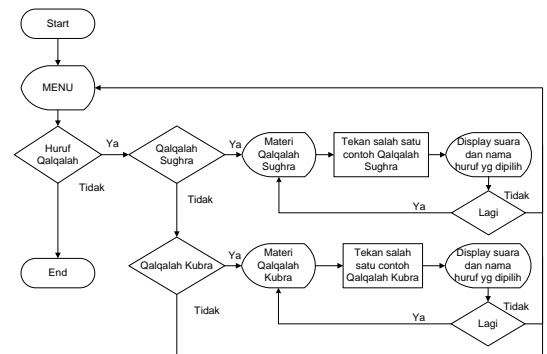 Start
MENU
Huruf
Qalqalah
Ya
Tidak
End
Qalqalah
Sughra
Ya
Tidak
Materi
Qalqalah
Sughra
Tekan salah satu
contoh Qalqalah
Sughra
Display suara
dan nama
huruf yg dipilih
Tidak
Ya
Lagi
Qalqalah Kubra
Ya
Tidak
Materi
Qalqalah
Kubra
Tekan salah
satu contoh
Qalqalah Kubra
Display suara
dan nama
huruf yg dipilih
Tidak
Ya
Lagi